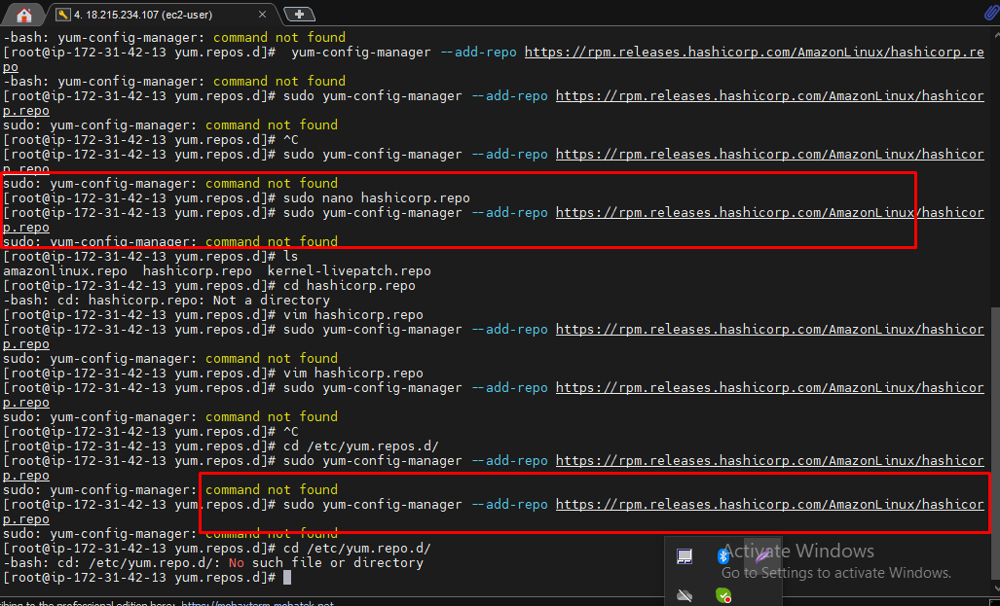 4. 18.215.234.107 (ec2-user)
-bash: yum-config-manager: command not found
[root@ip-172-31-42-13 yum.repos.d]#  yum-config-manager --add-repo https://rpm.releases.hashicorp.com/AmazonLinux/hashicorp.re
po
-bash: yum-config-manager: command not found
[root@ip-172-31-42-13 yum.repos.d]# sudo yum-config-manager --add-repo https://rpm.releases.hashicorp.com/AmazonLinux/hashicor
p.repo
sudo: yum-config-manager: command not found
[root@ip-172-31-42-13 yum.repos.d]# ^C
[root@ip-172-31-42-13 yum.repos.d]# sudo yum-config-manager --add-repo https://rpm.releases.hashicorp.com/AmazonLinux/hashicor
p.repo
sudo: yum-config-manager: command not found
[root@ip-172-31-42-13 yum.repos.d]# sudo nano hashicorp.repo
[root@ip-172-31-42-13 yum.repos.d]# sudo yum-config-manager --add-repo https://rpm.releases.hashicorp.com/AmazonLinux/hashicor
p.repo
sudo: yum-config-manager: command not found
[root@ip-172-31-42-13 yum.repos.d]# ls
amazonlinux.repo  hashicorp.repo  kernel-livepatch.repo
[root@ip-172-31-42-13 yum.repos.d]# cd hashicorp.repo
-bash: cd: hashicorp.repo: Not a directory
[root@ip-172-31-42-13 yum.repos.d]# vim hashicorp.repo
[root@ip-172-31-42-13 yum.repos.d]# sudo yum-config-manager --add-repo https://rpm.releases.hashicorp.com/AmazonLinux/hashicor
p.repo
sudo: yum-config-manager: command not found
[root@ip-172-31-42-13 yum.repos.d]# vim hashicorp.repo
[root@ip-172-31-42-13 yum.repos.d]# sudo yum-config-manager --add-repo https://rpm.releases.hashicorp.com/AmazonLinux/hashicor
p.repo
sudo: yum-config-manager: command not found
[root@ip-172-31-42-13 yum.repos.d]# ^C
[root@ip-172-31-42-13 yum.repos.d]# cd /etc/yum.repos.d/
[root@ip-172-31-42-13 yum.repos.d]# sudo yum-config-manager --add-repo https://rpm.releases.hashicorp.com/AmazonLinux/hashicor
p.repo
sudo: yum-config-manager: command not found
[root@ip-172-31-42-13 yum.repos.d]# sudo yum-config-manager --add-repo https://rpm.releases.hashicorp.com/AmazonLinux/hashicor
p.repo
sudo: yum-config-manager: command not found
[root@ip-172-31-42-13 yum.repos.d]# cd /etc/yum.repo.d/
-bash: cd: /etc/yum.repo.d/: No such file or directory
[root@ip-172-31-42-13 yum.repos.d]#
Activate Windows
Go to Settings to activate Windows.
ribing to the professional edition here: https://mobaxterm.mobatek.net